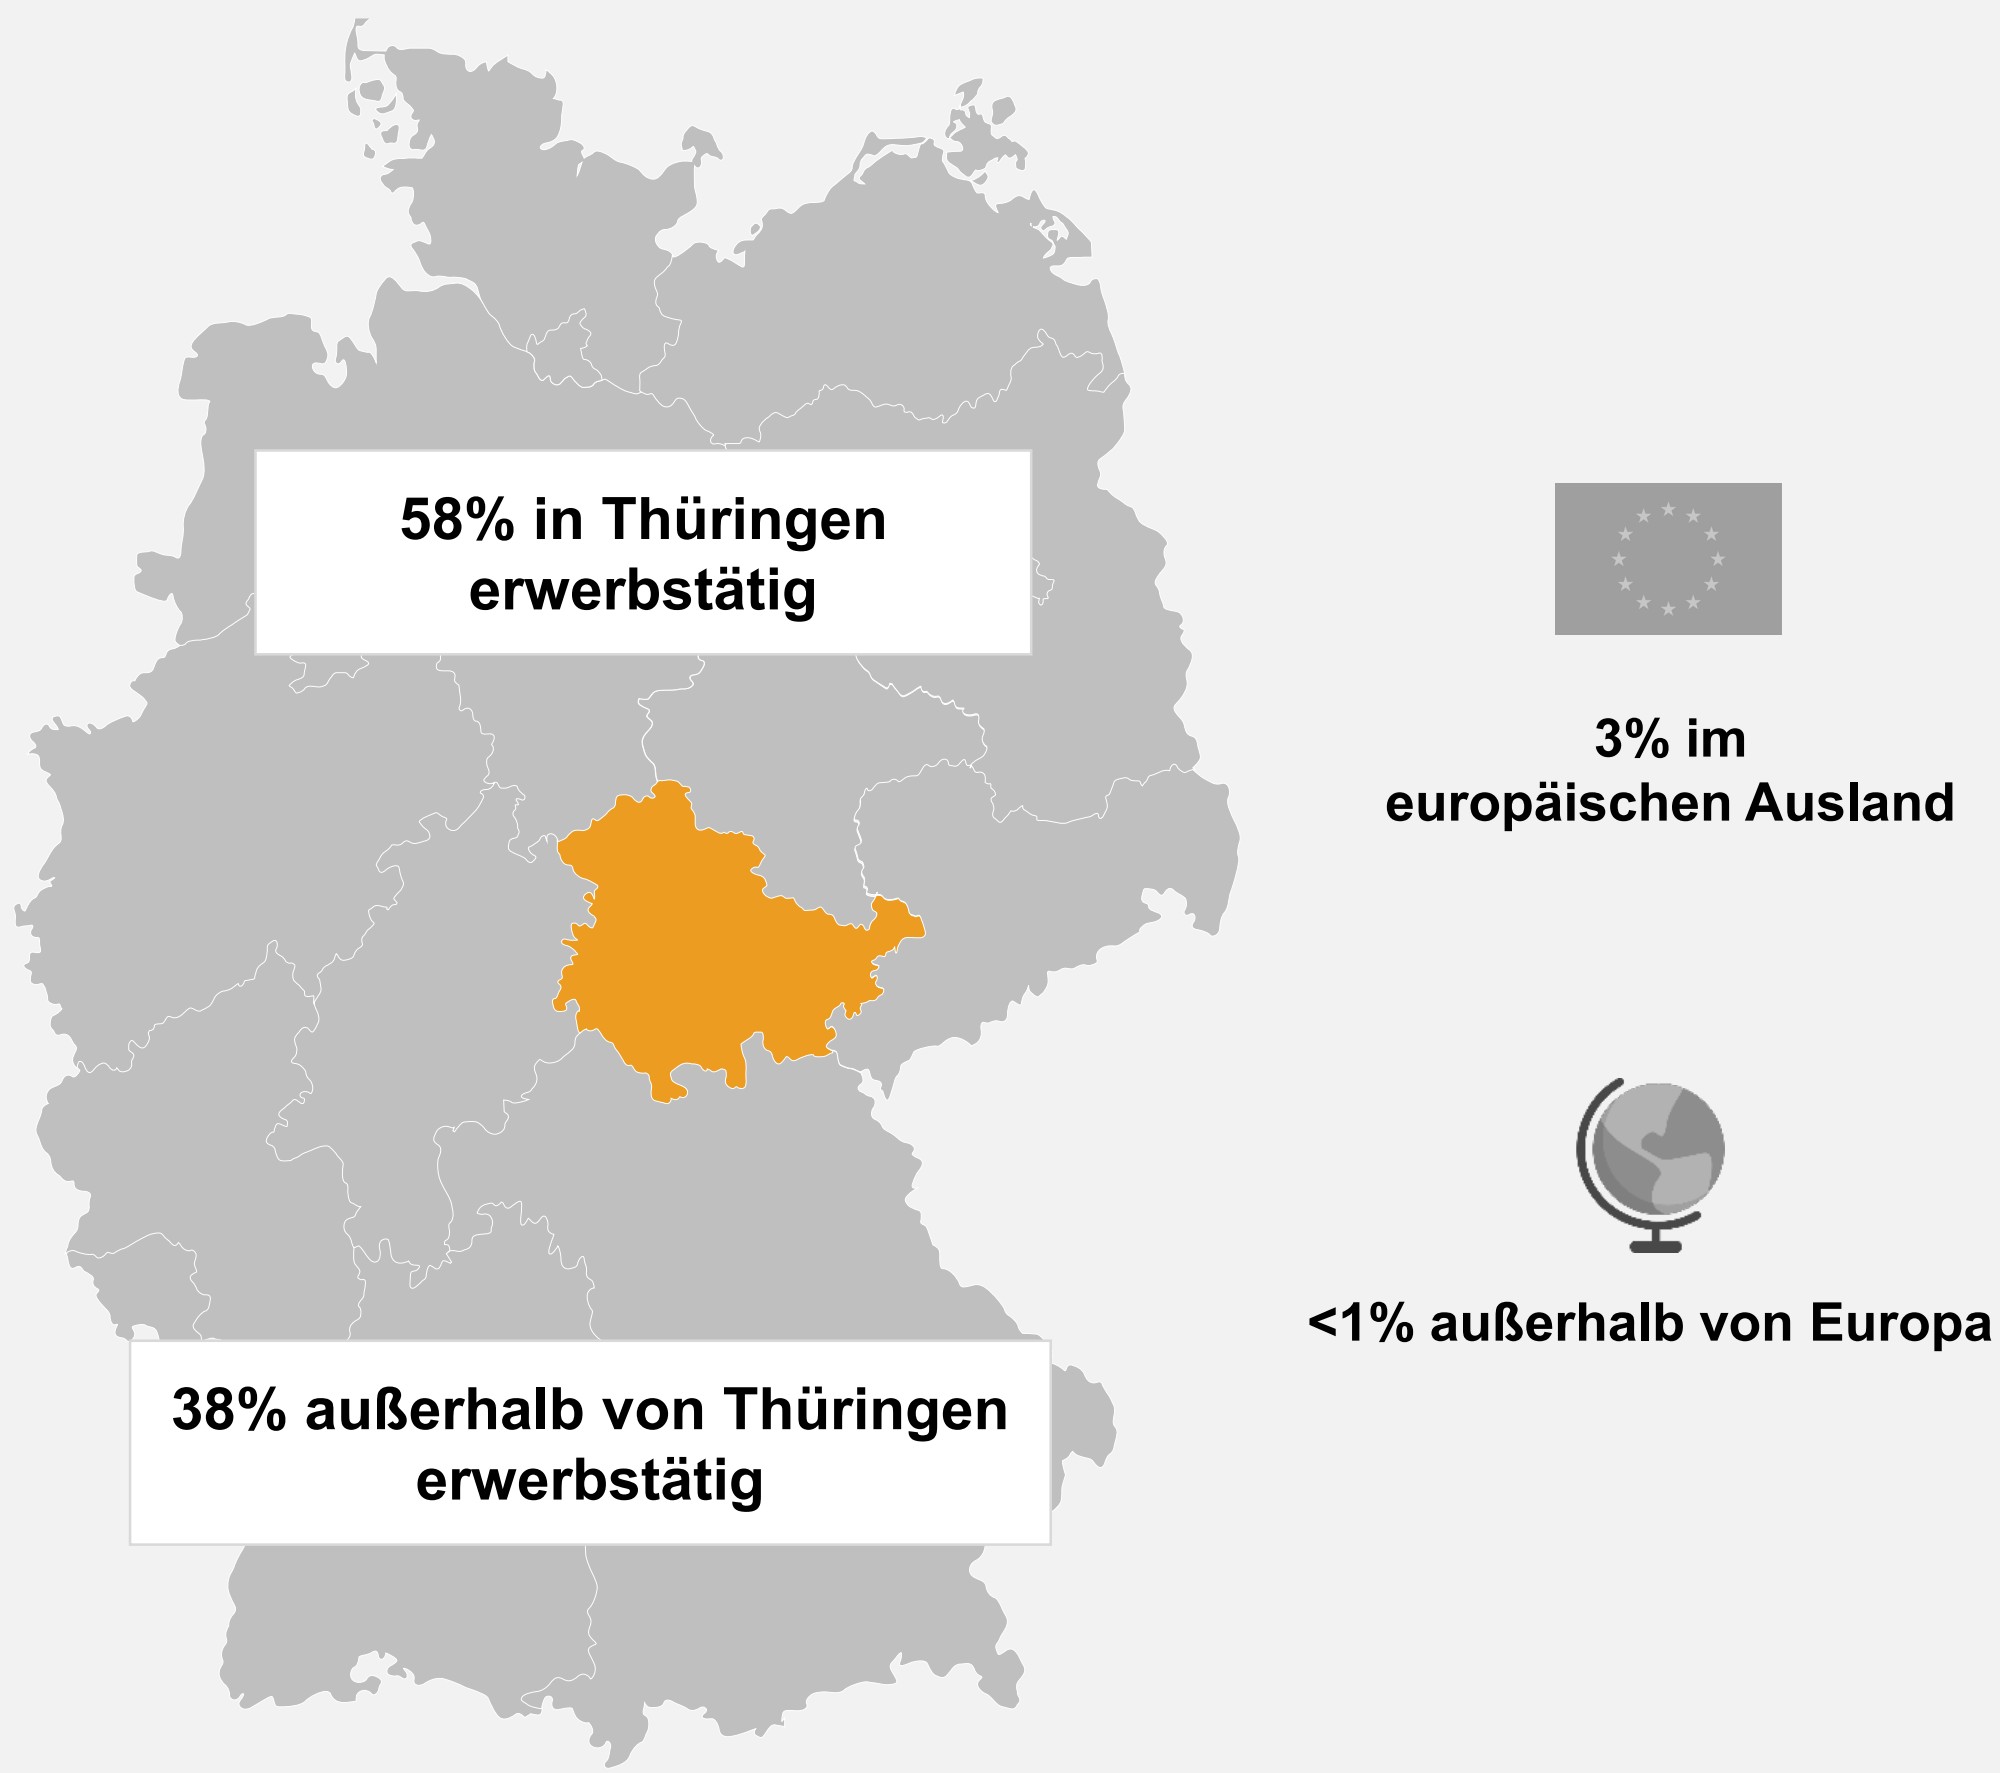 58% in Thüringen
erwerbstätig
3% im
europäischen Ausland
<1% außerhalb von Europa
38% außerhalb von Thüringen
erwerbstätig